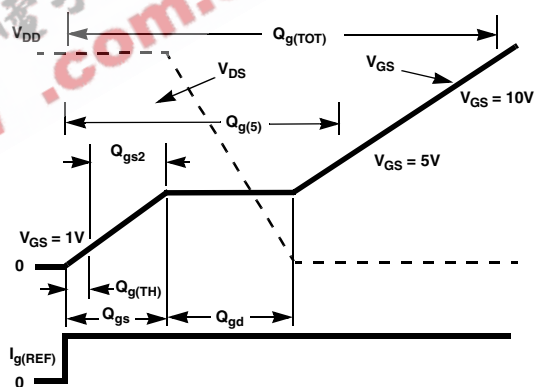 V_DD
Q_g(TOT)
V_DS
V_GS
V_GS = 10V
Q_g(5)
Q_gs2
V_GS = 5V
V_GS = 1V
0
Q_g(TH)
Q_gs
Q_gd
I_g(REF)
0
.com.